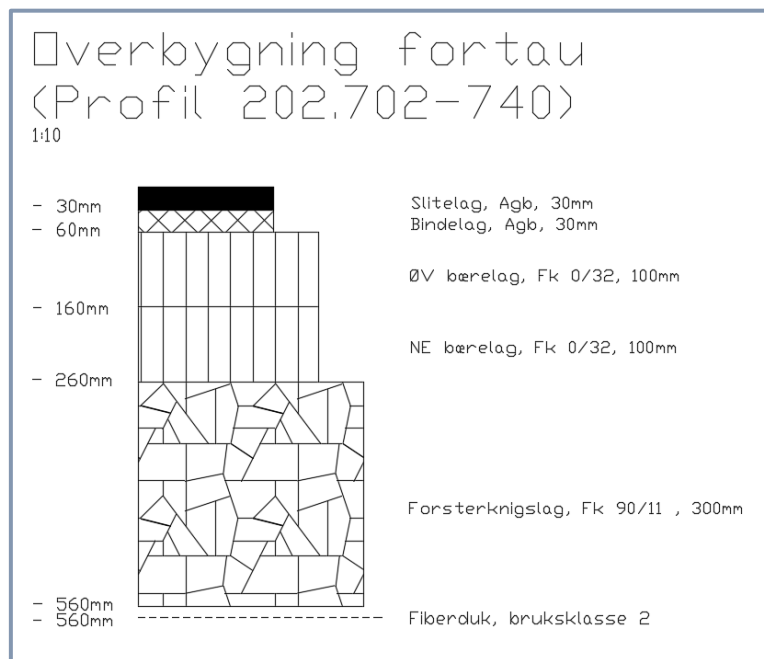 Overbygning fortau
(Profil 202.702-740)
1:10
- 30mm
Slitelag, Agb, 30mm
- 60mm
Bindelag, Agb, 30mm
ØV bærelag, Fk 0/32, 100mm
- 160mm
NE bærelag, Fk 0/32, 100mm
- 260mm
Forsterknigslag, Fk 90/11 , 300mm
- 560mm
- 560mm
Fiberduk, bruksklasse 2